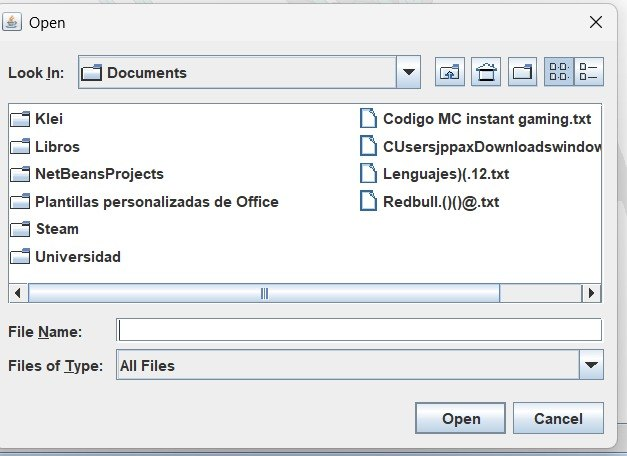 Open
Look In:
Documents
Klei
Libros
NetBeansProjects
Plantillas personalizadas de Office
Steam
Universidad
Codigo MC instant gaming.txt
CUsersjppaxDownloadswindow
Lenguajes)(.12.txt
Redbull.()()@.txt
File Name:
Files of Type:
All Files
Open
Cancel